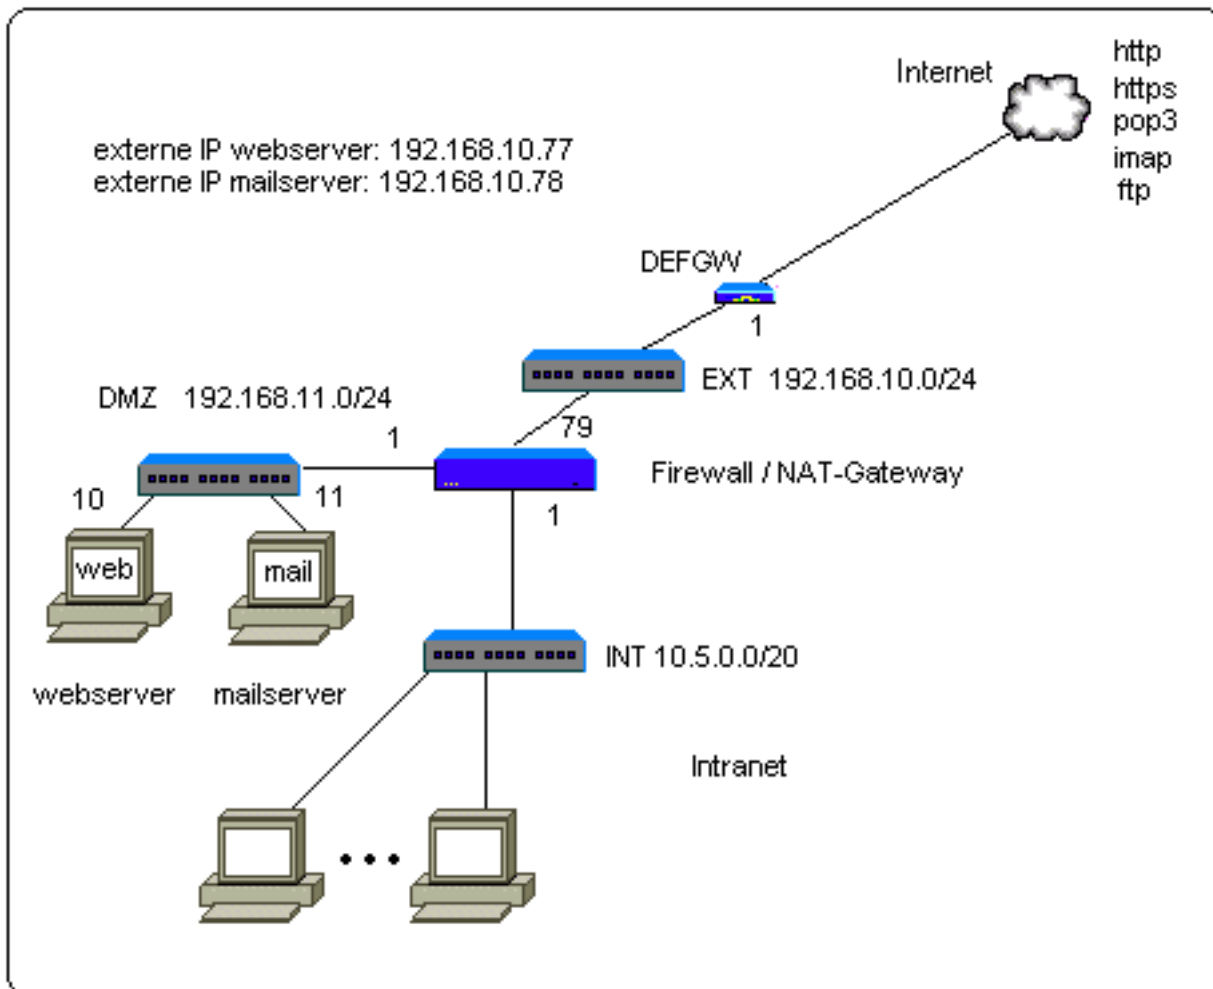 Internet
http
https
pop3
imap
ftp
externe IP webserver: 192.168.10.77
externe IP mailserver: 192.168.10.78
DEFGW
1
EXT 192.168.10.0/24
DMZ 192.168.11.0/24
79
1
Firewall / NAT-Gateway
10
11
1
web
mail
INT 10.5.0.0/20
webserver
mailserver
Intranet